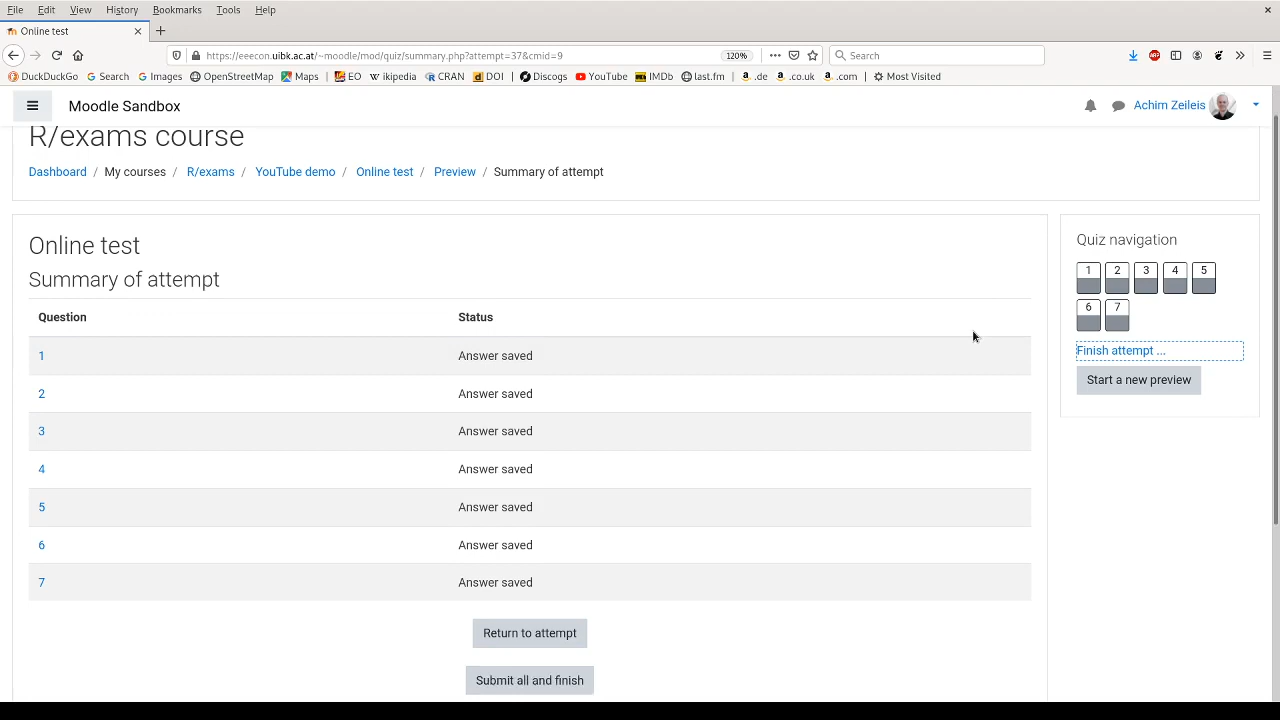 File Edit View History Bookmarks Tools Help
Online test
https://eeecon.uibk.ac.at/~moodle/mod/quiz/summary.php?attempt=37&cmid=9 120% Search
DuckDuckGo Search Images OpenStreetMap Maps EO Wikipedia CRAN DOI Discogs YouTube IMDb last.fm .de .co.uk .com Most Visited
Moodle Sandbox Achim Zeileis
R/exams course
Dashboard / My courses / R/exams / YouTube demo / Online test / Preview / Summary of attempt
Online test
Summary of attempt
Question Status
1 Answer saved
2 Answer saved
3 Answer saved
4 Answer saved
5 Answer saved
6 Answer saved
7 Answer saved
Return to attempt
Submit all and finish
Quiz navigation
1 2 3 4 5
6 7
Finish attempt ...
Start a new preview